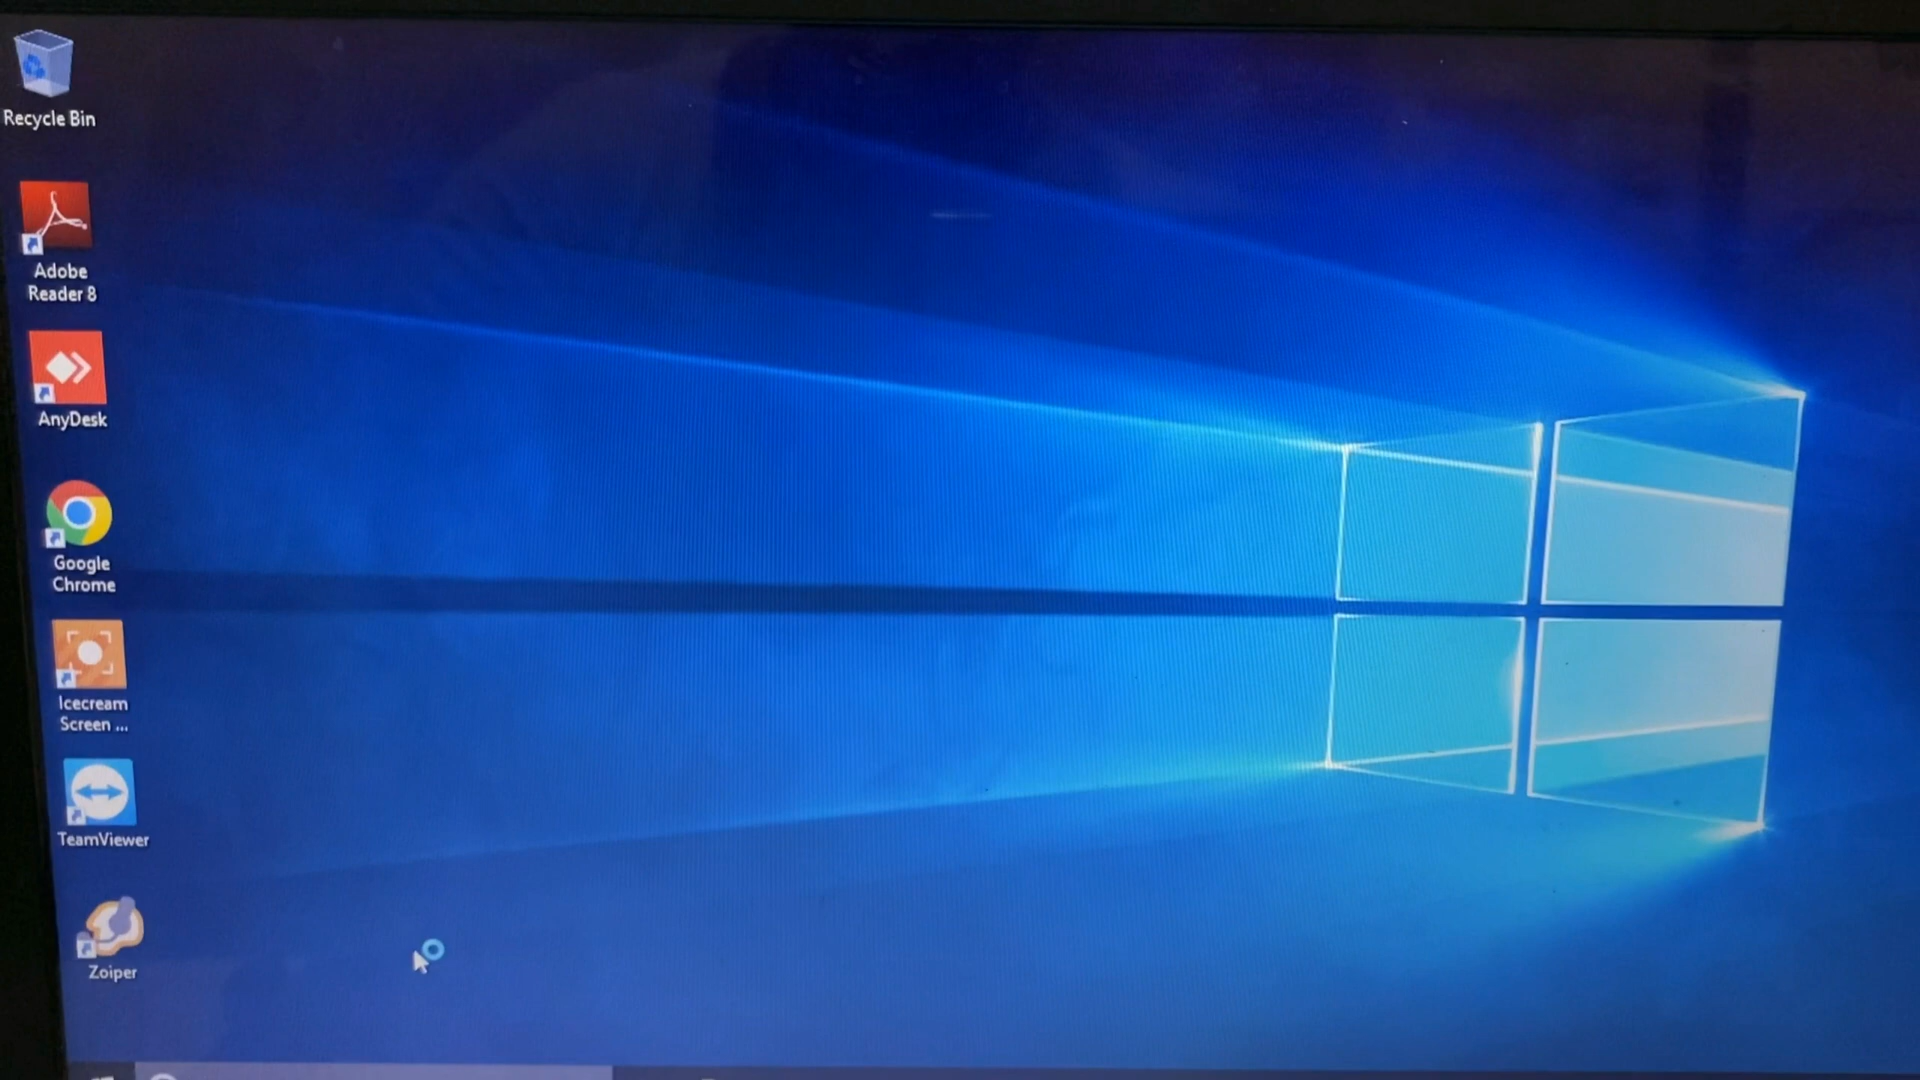 Recycle Bin
Adobe
Reader 8
AnyDesk
Google
Chrome
Icecream
Screen ...
TeamViewer
Zoiper